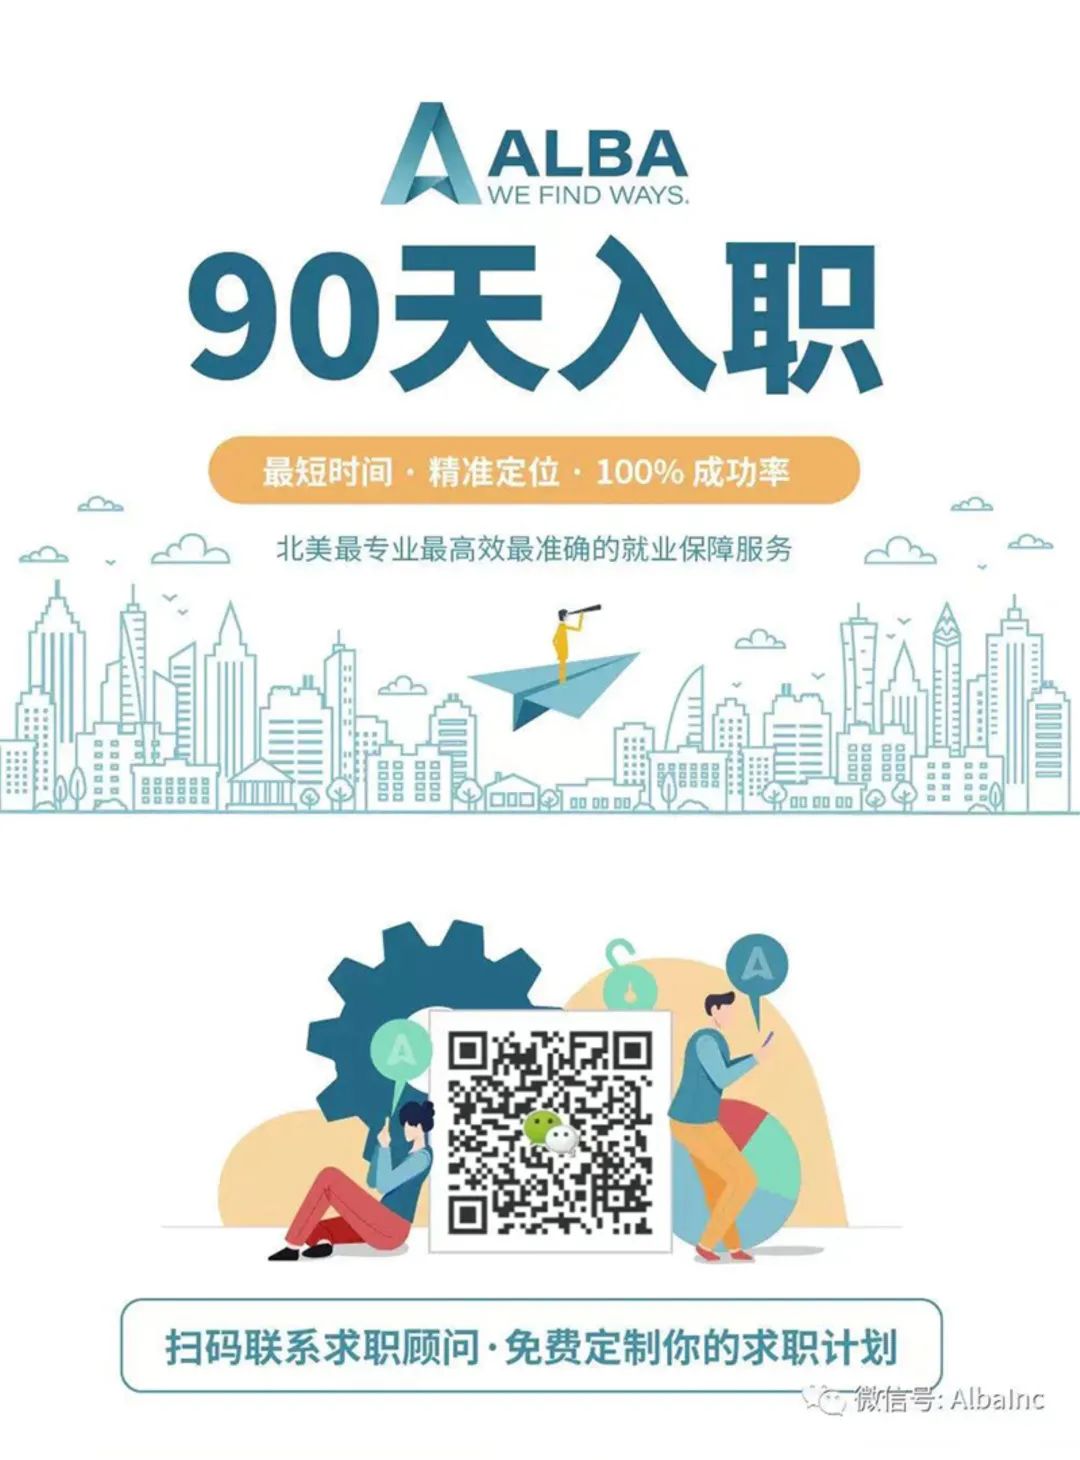 ALBA
WE FIND WAYS.
90天入职
最短时间 · 精准定位 · 100% 成功率
北美最专业最高效最准确的就业保障服务
扫码联系求职顾问·免费定制你的求职计划
微信号: AlbaInc